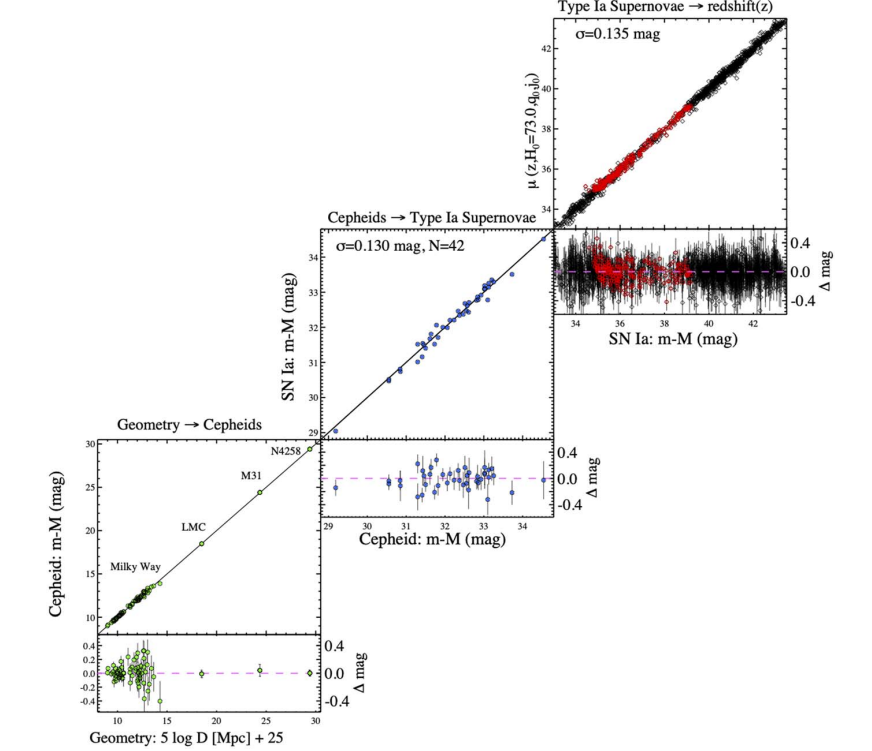 Type Ia Supernovae → redshift(z)
σ=0.135 mag
μ (z,H₀=73.0,q₀,j₀)
42
40
38
36
34
0.4
0.0
-0.4
Δ mag
34 36 38 40 42
SN Ia: m-M (mag)
Cepheids → Type Ia Supernovae
σ=0.130 mag, N=42
SN Ia: m-M (mag)
34
33
32
31
30
29
0.4
0.0
-0.4
Δ mag
29 30 31 32 33 34
Cepheid: m-M (mag)
Geometry → Cepheids
N4258
M31
LMC
Milky Way
Cepheid: m-M (mag)
30
25
20
15
10
0.4
0.2
0.0
-0.2
-0.4
0.4
0.0
-0.4
Δ mag
10 15 20 25 30
Geometry: 5 log D [Mpc] + 25